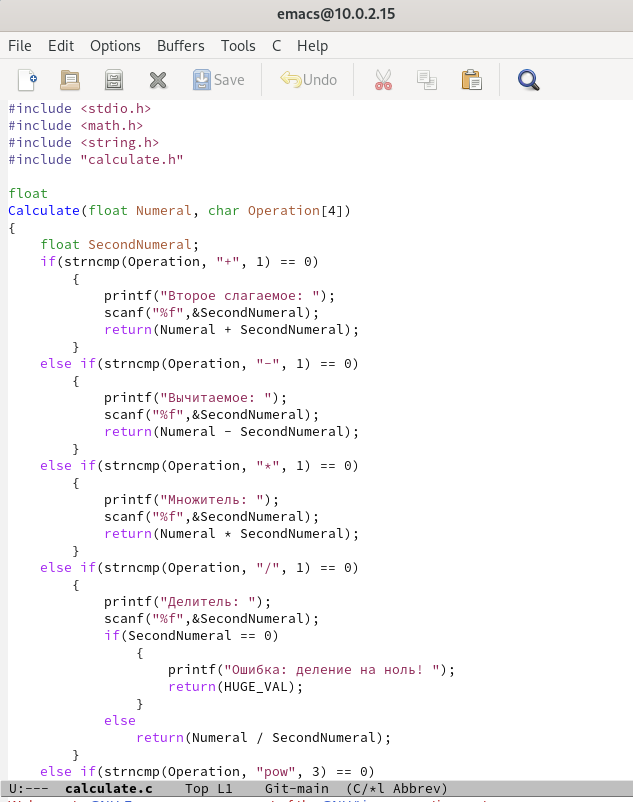 emacs@10.0.2.15
File Edit Options Buffers Tools C Help
Save Undo
#include <stdio.h>
#include <math.h>
#include <string.h>
#include "calculate.h"
float
Calculate(float Numeral, char Operation[4])
{
    float SecondNumeral;
    if(strncmp(Operation, "+", 1) == 0)
        {
            printf("Второе слагаемое: ");
            scanf("%f",&SecondNumeral);
            return(Numeral + SecondNumeral);
        }
    else if(strncmp(Operation, "-", 1) == 0)
        {
            printf("Вычитаемое: ");
            scanf("%f",&SecondNumeral);
            return(Numeral - SecondNumeral);
        }
    else if(strncmp(Operation, "*", 1) == 0)
        {
            printf("Множитель: ");
            scanf("%f",&SecondNumeral);
            return(Numeral * SecondNumeral);
        }
    else if(strncmp(Operation, "/", 1) == 0)
        {
            printf("Делитель: ");
            scanf("%f",&SecondNumeral);
            if(SecondNumeral == 0)
                {
                    printf("Ошибка: деление на ноль! ");
                    return(HUGE_VAL);
                }
            else
                return(Numeral / SecondNumeral);
        }
    else if(strncmp(Operation, "pow", 3) == 0)
U:--- calculate.c Top L1 Git-main (C/*l Abbrev)